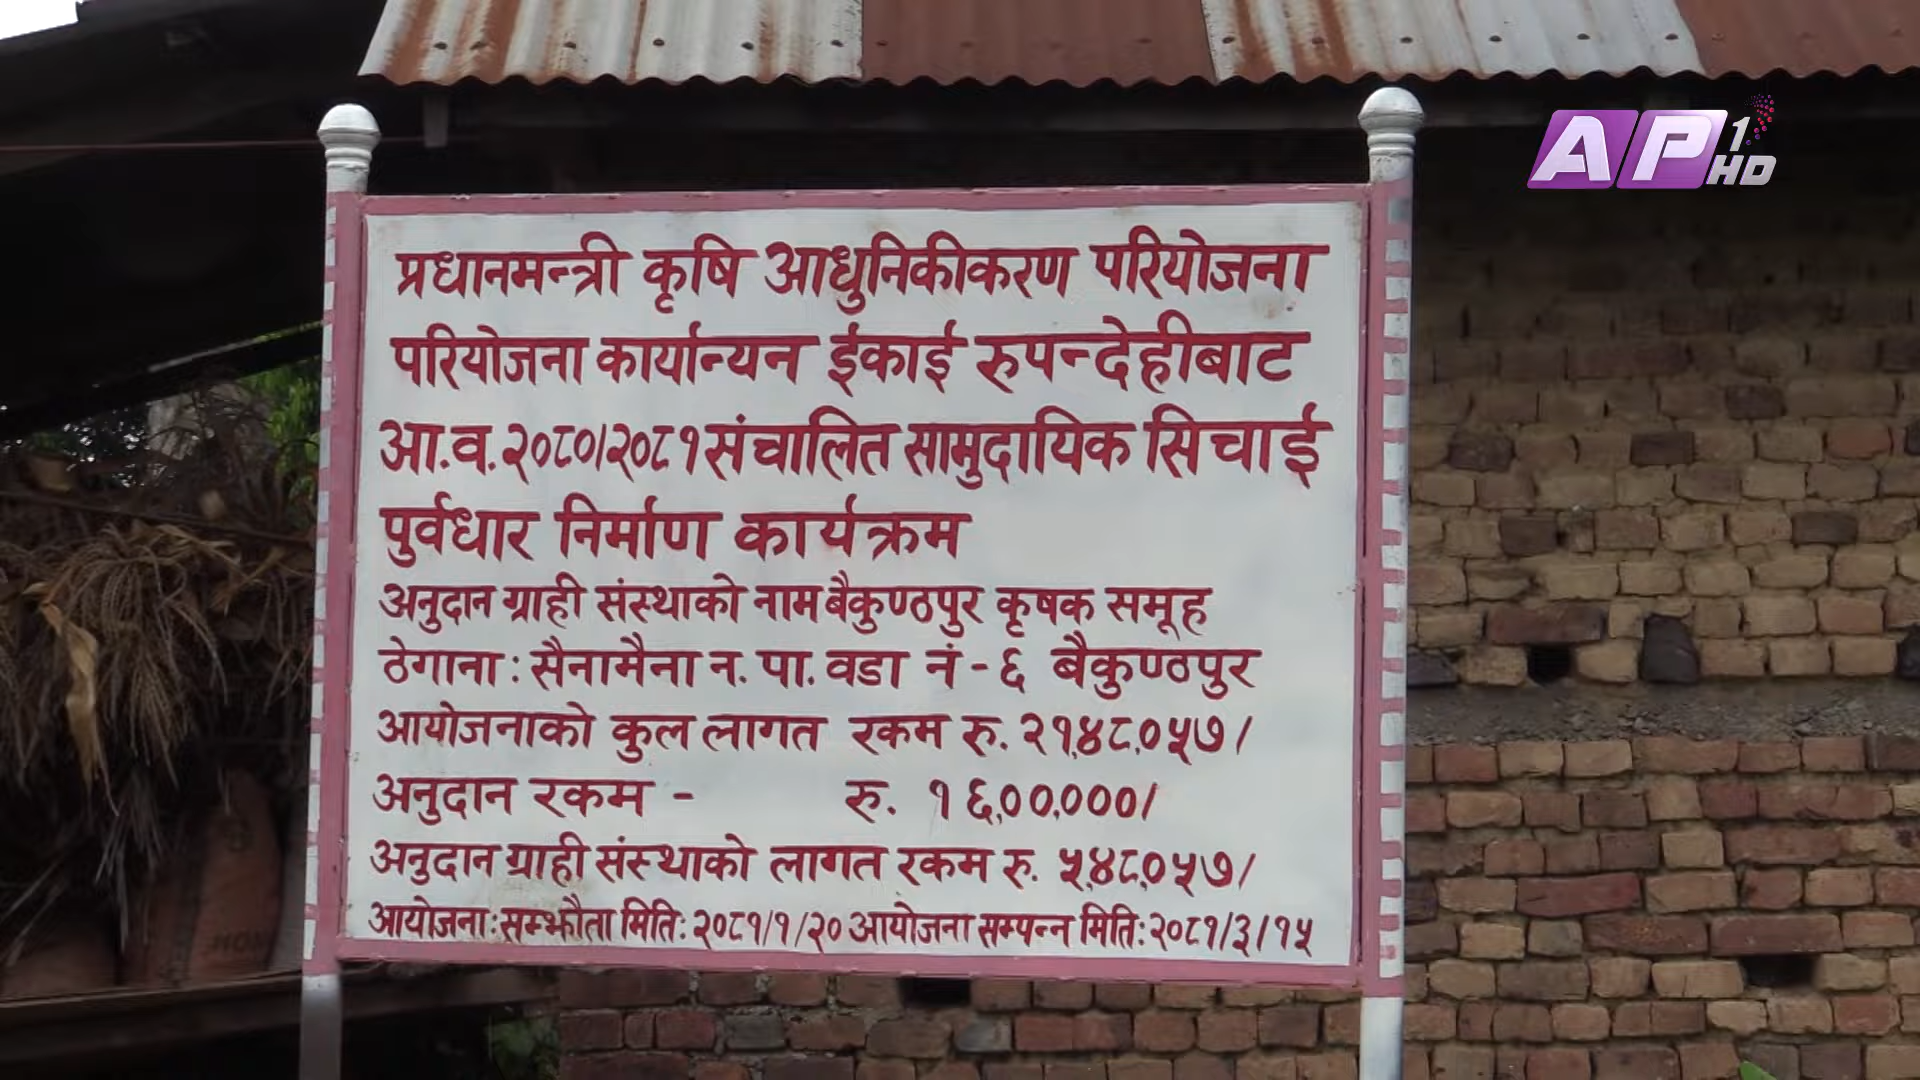 AP1 HD
प्रधानमन्त्री कृषि आधुनिकीकरण परियोजना
परियोजना कार्यान्यन ईकाई रुपन्देहीबाट
आ.व.२०८०/२०८१ संचालित सामुदायिक सिचाई
पुर्वधार निर्माण कार्यक्रम
अनुदान ग्राही संस्थाको नाम बैकुण्ठपुर कृषक समूह
ठेगाना : सैनामैना न. पा. वडा नं - ६ बैकुण्ठपुर
आयोजनाको कुल लागत रकम रु. २१,४८,०५७/
अनुदान रकम - रु. १६,००,०००/
अनुदान ग्राही संस्थाको लागत रकम रु. ५,४८,०५७/
आयोजना : सम्झौता मिति : २०८१/१/२० आयोजना सम्पन्न मिति : २०८१/३/१५